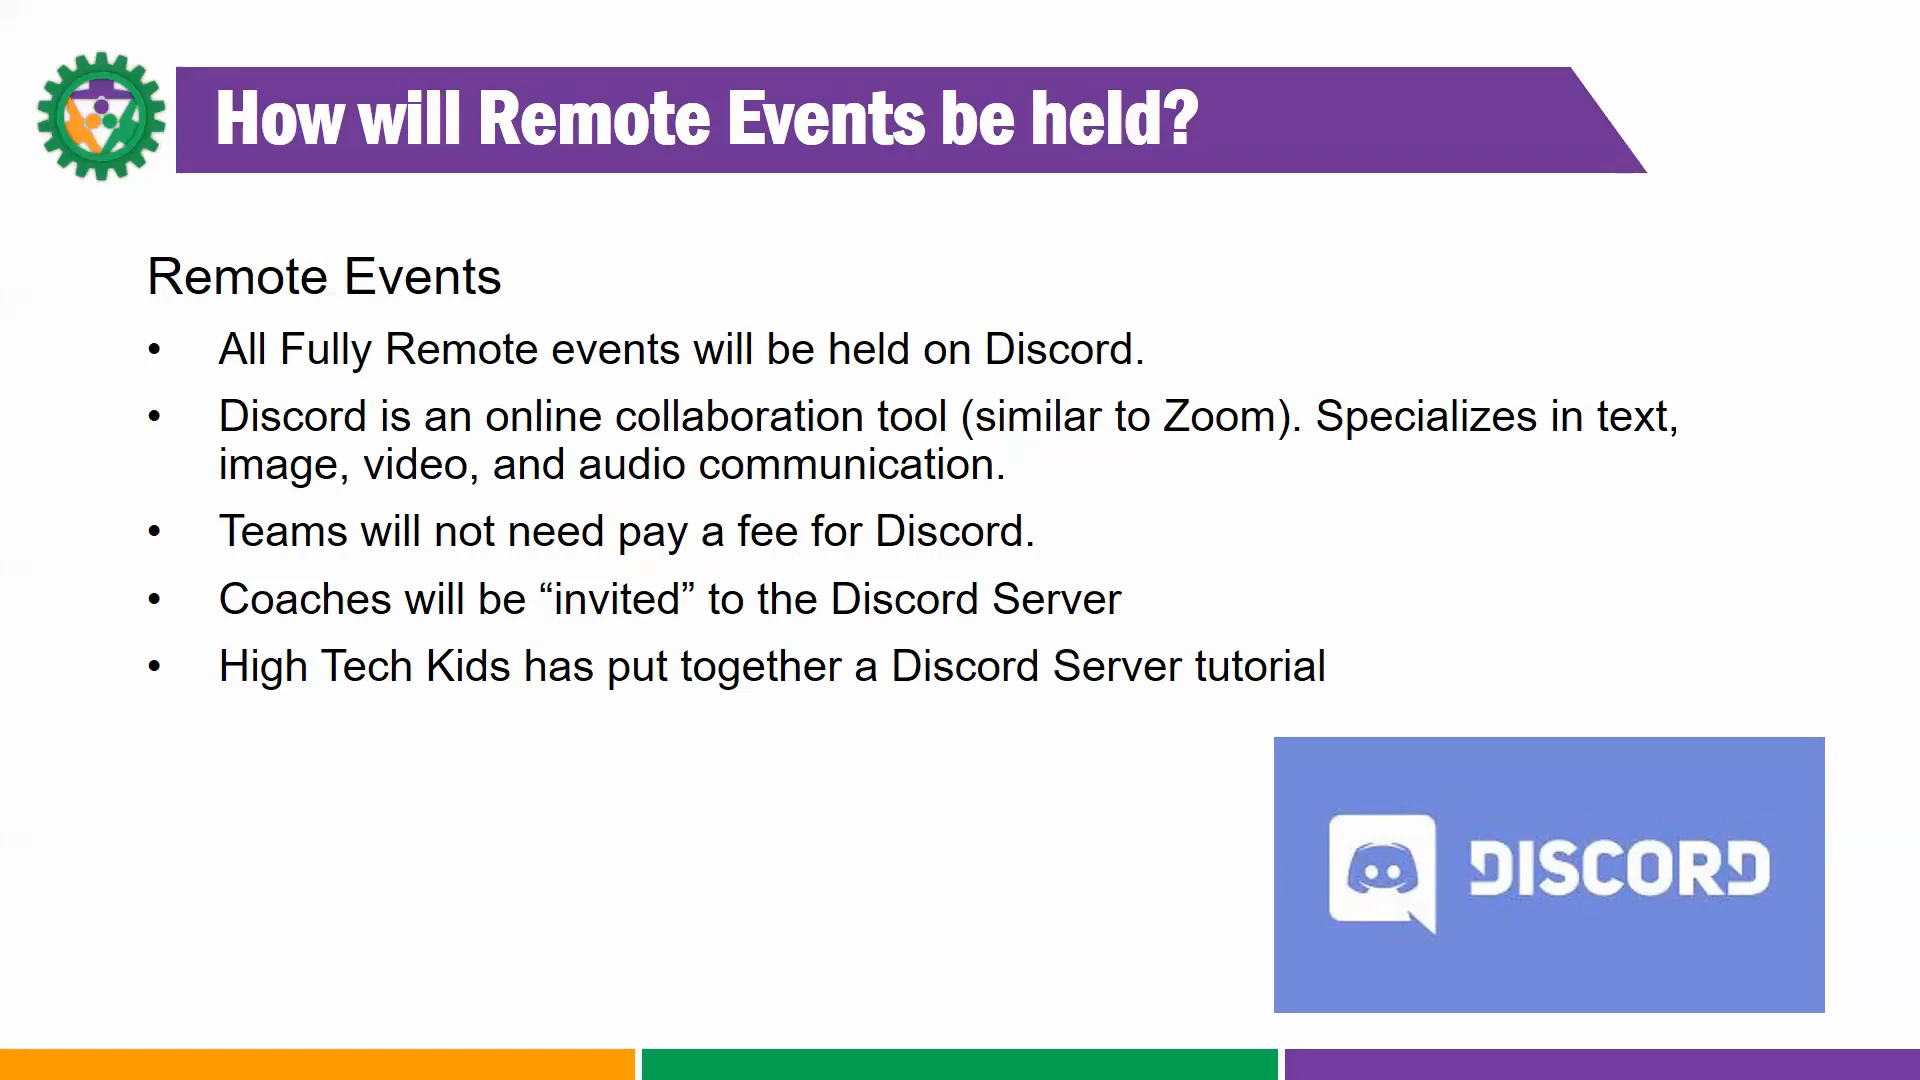 How will Remote Events be held?
Remote Events
• All Fully Remote events will be held on Discord.
• Discord is an online collaboration tool (similar to Zoom). Specializes in text,
image, video, and audio communication.
• Teams will not need pay a fee for Discord.
• Coaches will be “invited” to the Discord Server
• High Tech Kids has put together a Discord Server tutorial
DISCORD